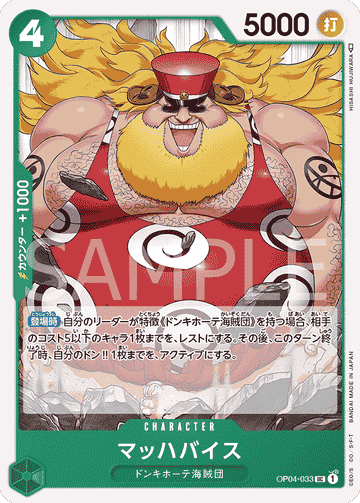 4
5000
打
HISASHI FUJIWARA
カウンター +1000
SAMPLE
登場時 自分のリーダーが特徴《ドンキホーテ海賊団》を持つ場合、相手
のコスト5以下のキャラ1枚までを、レストにする。その後、このターン終
了時、自分のドン!!1枚までを、アクティブにする。
CHARACTER
マッハバイス
ドンキホーテ海賊団
OP04-033 UC 1
©E.O/S. ©O./S・F・T
BANDAI MADE IN JAPAN